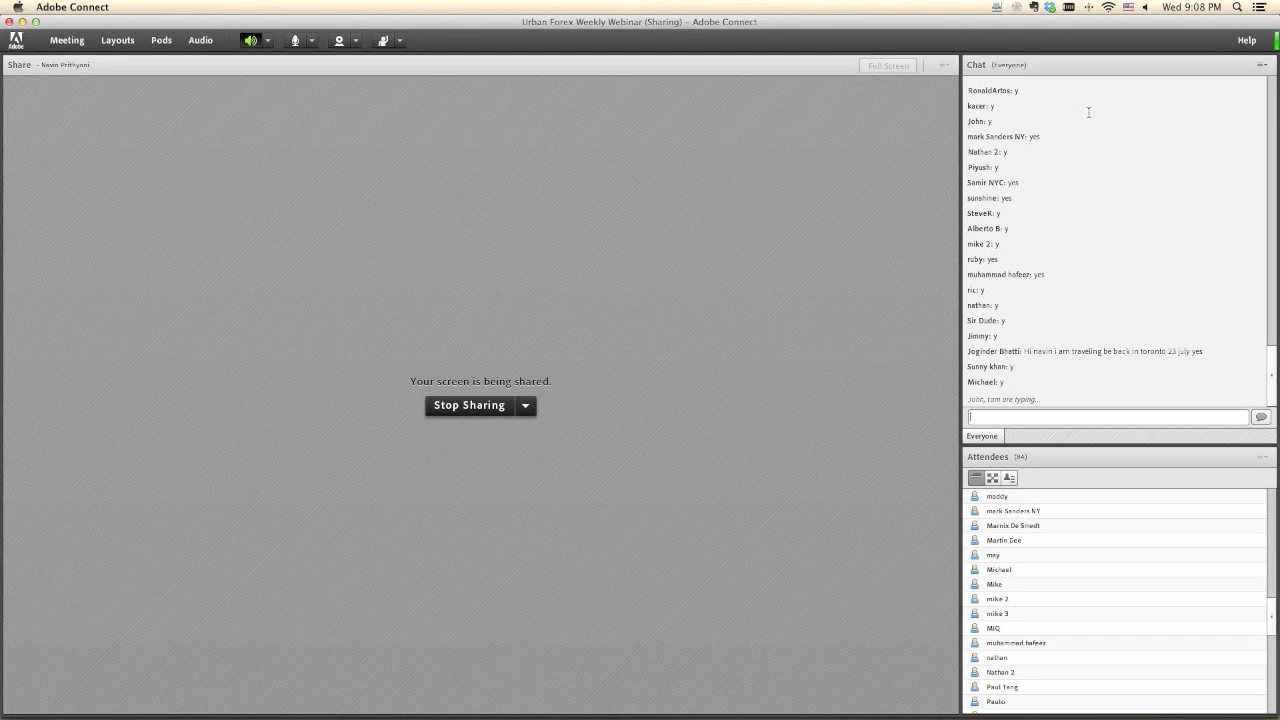 Adobe Connect
Wed 9:08 PM
Urban Forex Weekly Webinar (Sharing) – Adobe Connect
Adobe
Meeting Layouts Pods Audio
Help
Share - Navin Prithyani
Full Screen
Your screen is being shared.
Stop Sharing
Chat (Everyone)
RonaldArtos: y
kacer: y
John: y
mark Sanders NY: yes
Nathan 2: y
Piyush: y
Samir NYC: yes
sunshine: yes
SteveR: y
Alberto B: y
mike 2: y
ruby: yes
muhammad hafeez: yes
ric: y
nathan: y
Sir Dude: y
Jimmy: y
Joginder Bhatti: Hi navin i am traveling be back in toronto 23 july yes
Sunny khan: y
Michael: y
John, tom are typing...
Everyone
Attendees (84)
maddy
mark Sanders NY
Marnix De Smedt
Martin Dee
may
Michael
Mike
mike 2
mike 3
MIQ
muhammad hafeez
nathan
Nathan 2
Paul Tang
Paulo